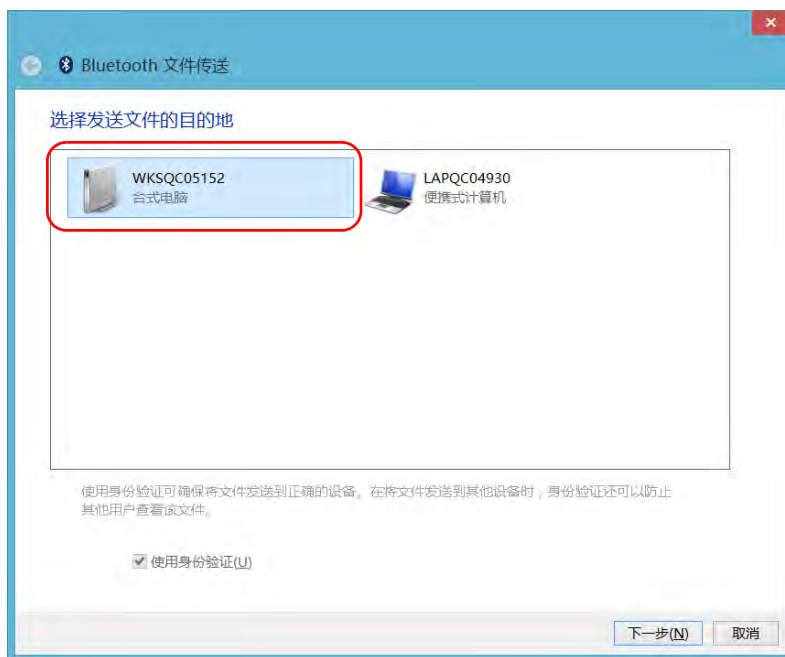 Bluetooth 文件传送
选择发送文件的目的地
WKSQC05152
台式电脑
LAPQC04930
便携式计算机
使用身份验证可确保将文件发送到正确的设备。在将文件发送到其他设备时，身份验证还可以防止
其他用户查看该文件。
使用身份验证(U)
下一步(N)
取消